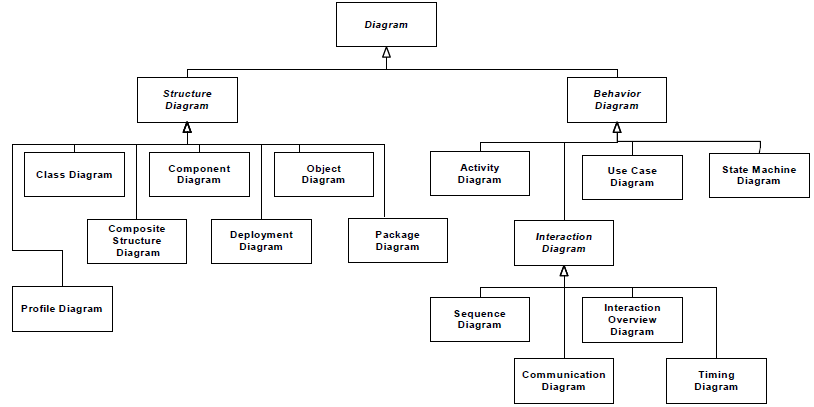 Diagram
Structure
Diagram
Behavior
Diagram
Class Diagram
Component
Diagram
Object
Diagram
Activity
Diagram
Use Case
Diagram
State Machine
Diagram
Composite
Structure
Diagram
Deployment
Diagram
Package
Diagram
Interaction
Diagram
Profile Diagram
Sequence
Diagram
Interaction
Overview
Diagram
Communication
Diagram
Timing
Diagram